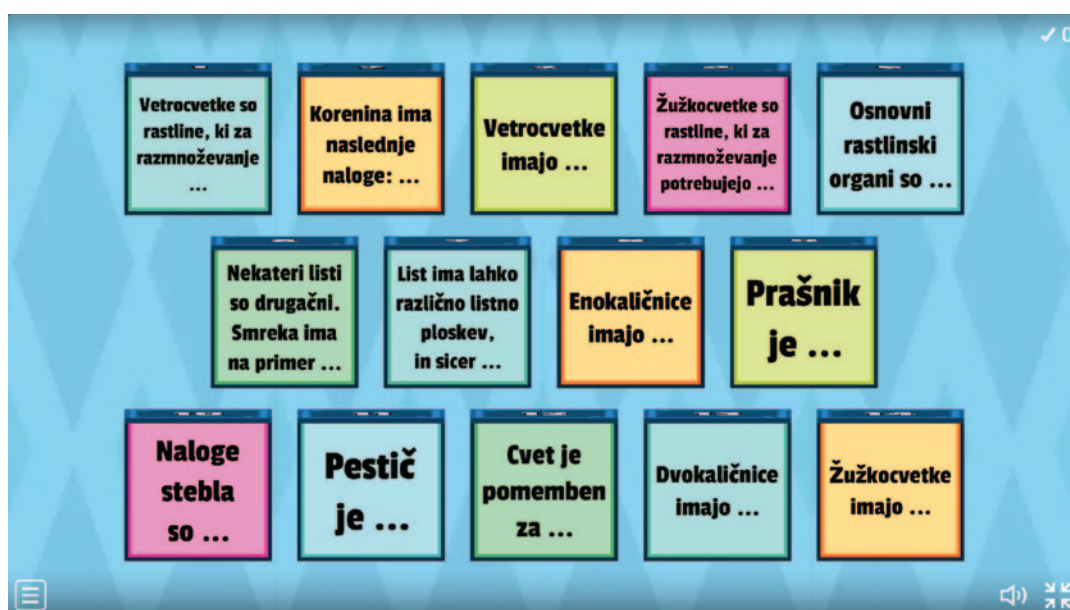 ✓ 0
Vetrocvetke so
rastline, ki za
razmnoževanje
...
Korenina ima
naslednje
naloge: ...
Vetrocvetke
imajo ...
Žužkocvetke so
rastline, ki za
razmnoževanje
potrebujejo ...
Osnovni
rastlinski
organi so ...
Nekateri listi
so drugačni.
Smreka ima
na primer ...
List ima lahko
različno listno
ploskev,
in sicer ...
Enokaličnice
imajo ...
Prašnik
je ...
Naloge
stebla
so ...
Pestič
je ...
Cvet je
pomemben
za ...
Dvokaličnice
imajo ...
Žužkocvetke
imajo ...